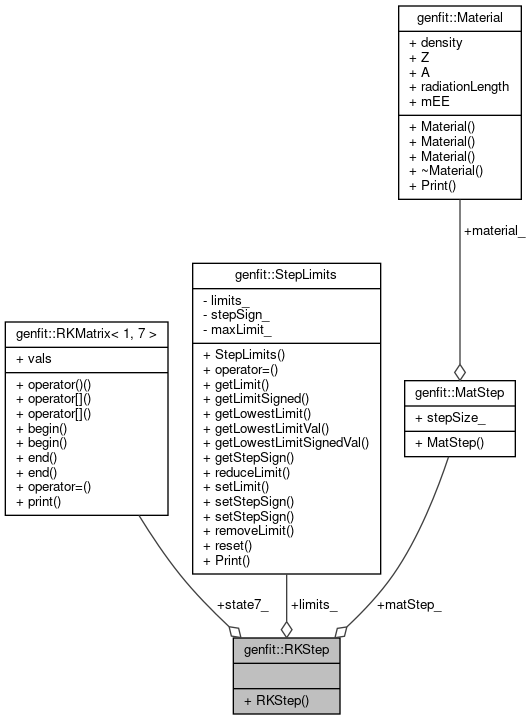 genfit::Material
+ density
+ Z
+ A
+ radiationLength
+ mEE
+ Material()
+ Material()
+ Material()
+ ~Material()
+ Print()
+material_
genfit::StepLimits
- limits_
- stepSign_
- maxLimit_
+ StepLimits()
+ operator=()
+ getLimit()
+ getLimitSigned()
+ getLowestLimit()
+ getLowestLimitVal()
+ getLowestLimitSignedVal()
+ getStepSign()
+ reduceLimit()
+ setLimit()
+ setStepSign()
+ setStepSign()
+ removeLimit()
+ reset()
+ Print()
genfit::RKMatrix< 1, 7 >
+ vals
+ operator()()
+ operator[]()
+ operator[]()
+ begin()
+ begin()
+ end()
+ end()
+ operator=()
+ print()
genfit::MatStep
+ stepSize_
+ MatStep()
+state7_
+limits_
+matStep_
genfit::RKStep
+ RKStep()